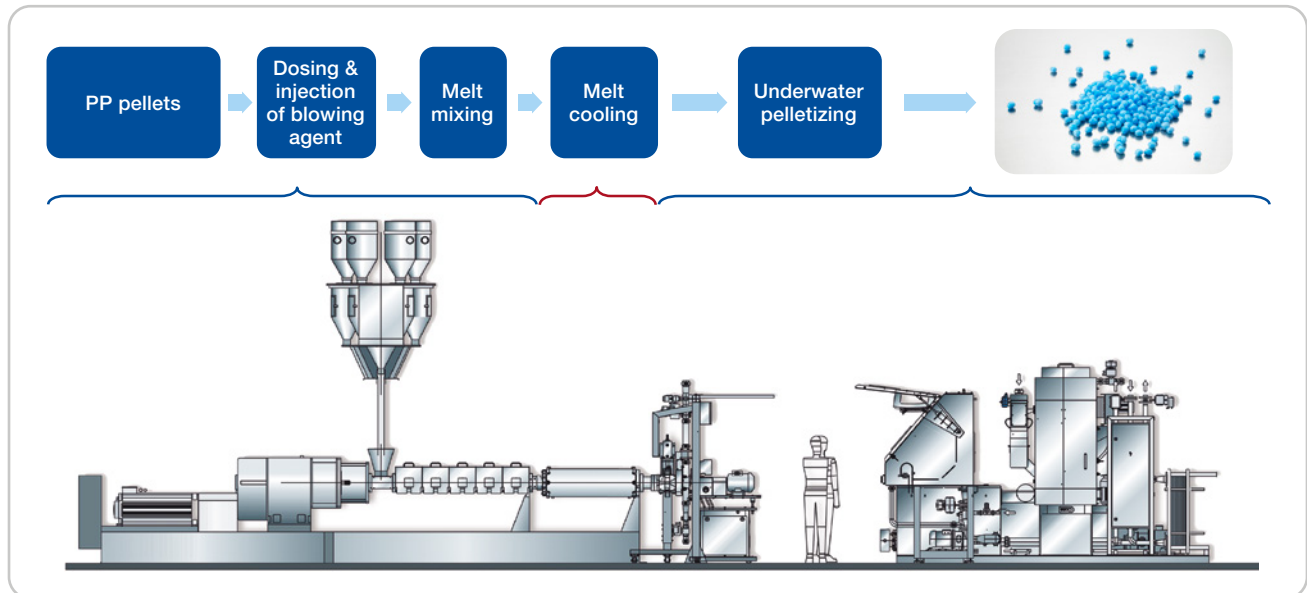 PP pellets
Dosing &
injection
of blowing
agent
Melt
mixing
Melt
cooling
Underwater
pelletizing